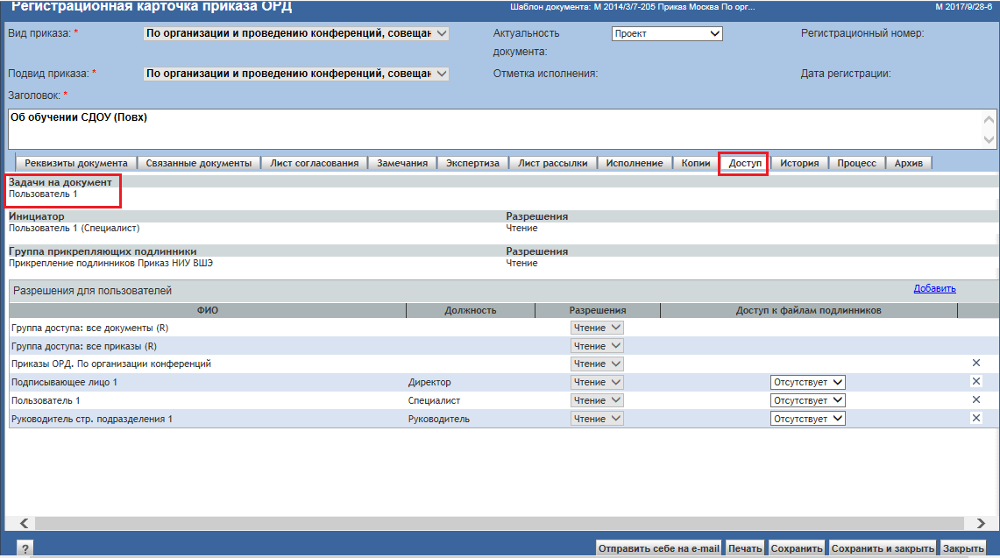 Регистрационная карточка приказа ОРД Шаблон документа: М 2014/3/7-205 Приказ Москва По орг... М 2017/9/28-6
Вид приказа: * По организации и проведению конференций, совещан Актуальность документа: Проект Регистрационный номер:
Подвид приказа: * По организации и проведению конференций, совещан Отметка исполнения: Дата регистрации:
Заголовок: *
Об обучении СДОУ (Повх)
Реквизиты документа Связанные документы Лист согласования Замечания Экспертиза Лист рассылки Исполнение Копии Доступ История Процесс Архив
Задачи на документ
Пользователь 1
Инициатор Разрешения
Пользователь 1 (Специалист) Чтение
Группа прикрепляющих подлинники Разрешения
Прикрепление подлинников Приказ НИУ ВШЭ Чтение
Разрешения для пользователей Добавить
ФИО Должность Разрешения Доступ к файлам подлинников
Группа доступа: все документы (R) Чтение
Группа доступа: все приказы (R) Чтение
Приказы ОРД. По организации конференций Чтение
Подписывающее лицо 1 Директор Чтение Отсутствует
Пользователь 1 Специалист Чтение Отсутствует
Руководитель стр. подразделения 1 Руководитель Чтение Отсутствует
? Отправить себе на e-mail Печать Сохранить Сохранить и закрыть Закрыть